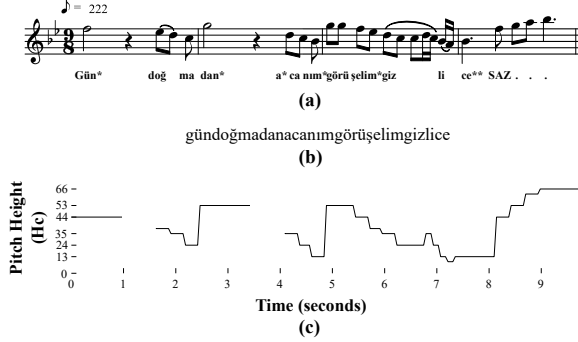 ♪ = 222
9
8
Gün* doğ ma dan* a* ca nım* görü şelim* giz li ce** SAZ . . .
(a)
gündoğmadanacanımgörüşelimgizlice
(b)
Pitch Height
(Hc)
66
53
44
35
24
13
0
0 1 2 3 4 5 6 7 8 9
Time (seconds)
(c)